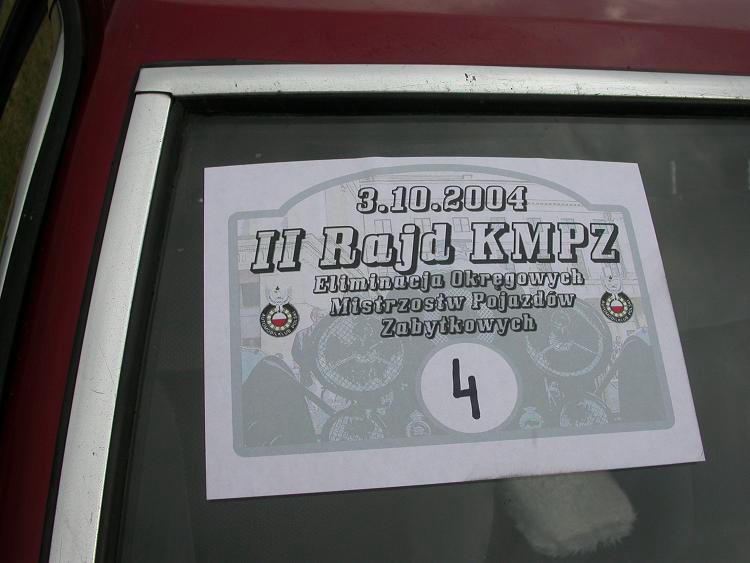 3.10.2004
II Rajd KMPZ
Eliminacja Okręgowych
Mistrzostw Pojazdów
Zabytkowych
4